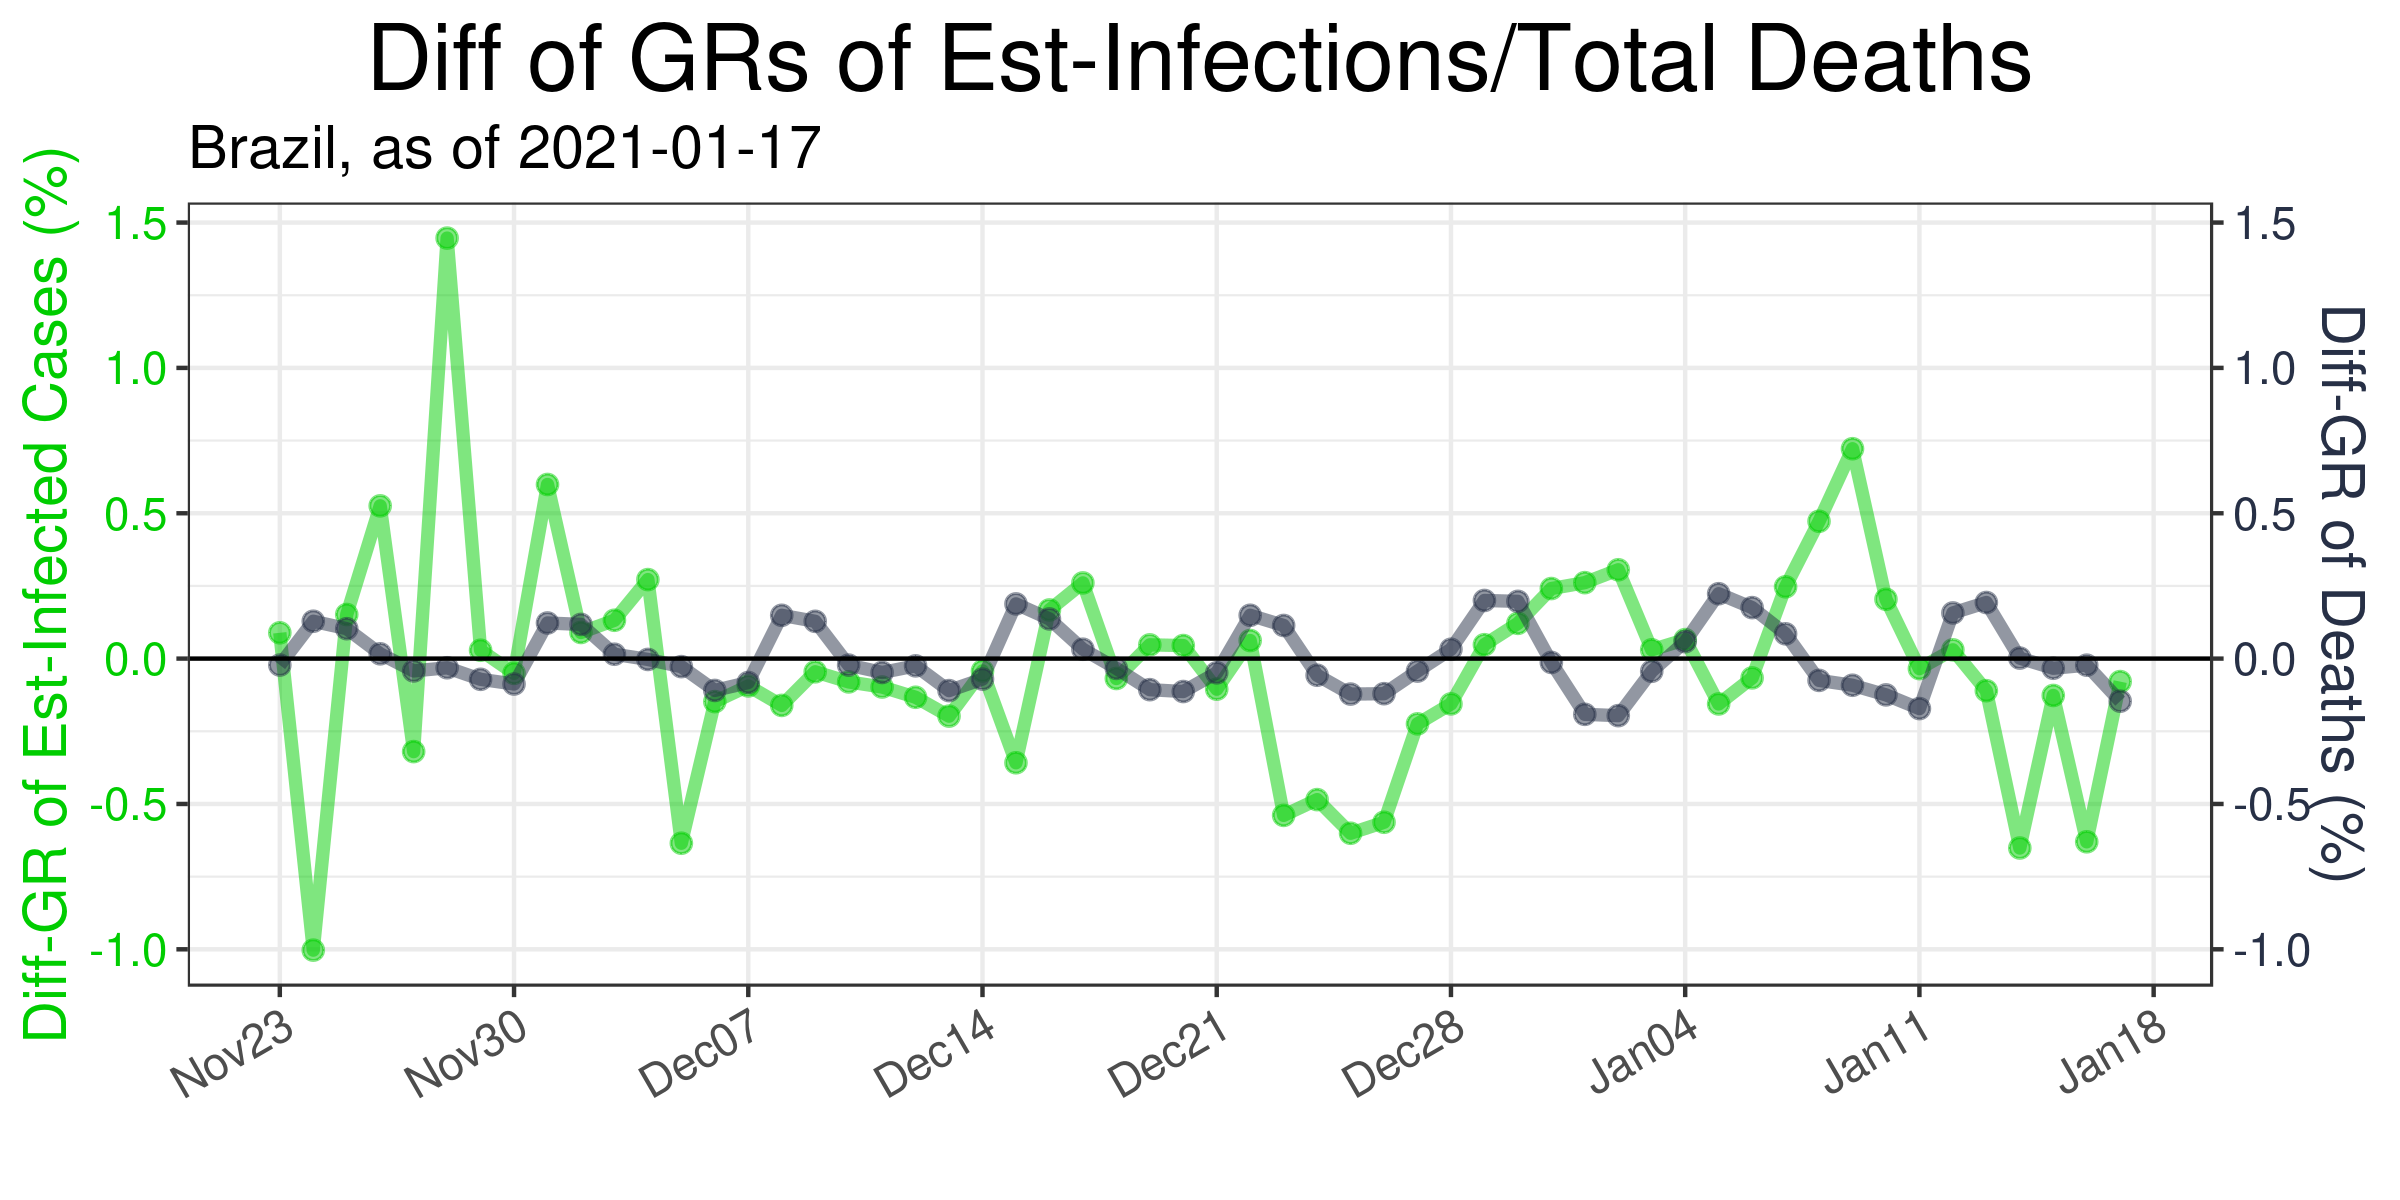 Diff of GRs of Est-Infections/Total Deaths
Brazil, as of 2021-01-17
Diff-GR of Est-Infected Cases (%)
1.5
1.0
0.5
0.0
-0.5
-1.0
1.5
1.0
0.5
0.0
-0.5
-1.0
Diff-GR of Deaths (%)
Nov23
Nov30
Dec07
Dec14
Dec21
Dec28
Jan04
Jan11
Jan18